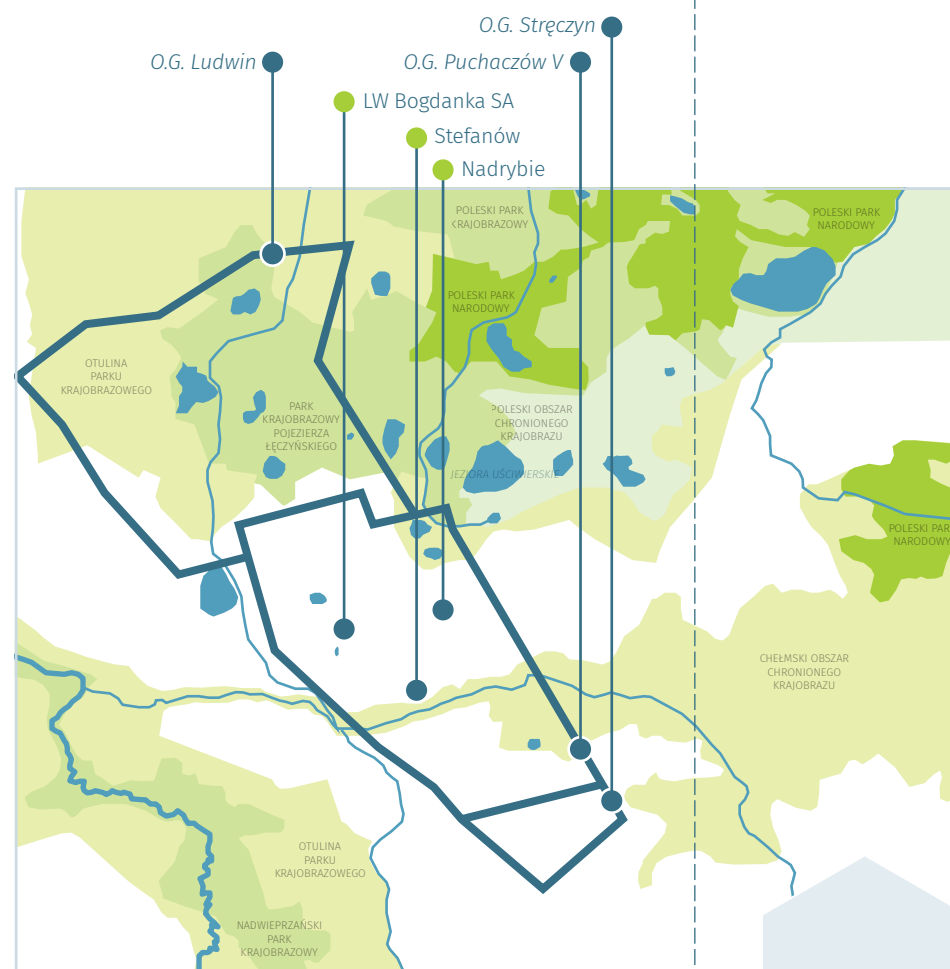 O.G. Stręczyn
O.G. Ludwin
O.G. Puchaczów V
LW Bogdanka SA
Stefanów
Nadrybie
POLESKI PARK
KRAJOBRAZOWY
POLESKI PARK
NARODOWY
POLESKI PARK
NARODOWY
OTULINA
PARKU
KRAJOBRAZOWEGO
PARK
KRAJOBRAZOWY
POJEZIERZA
ŁĘCZYŃSKIEGO
POLESKI OBSZAR
CHRONIONEGO
KRAJOBRAZU
JEZIORA UŚCIWIERSKIE
POLESKI PAR
NARODOWY
CHEŁMSKI OBSZAR
CHRONIONEGO
KRAJOBRAZU
OTULINA
PARKU
KRAJOBRAZOWEGO
NADWIEPRZAŃSKI
PARK
KRAJOBRAZOWY